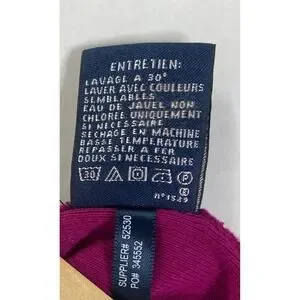 ENTRETIEN:
LAVAGE A 30°
LAVER AVEC COULEURS
SEMBLABLES
EAU DE JAVEL NON
CHLOREE UNIQUEMENT
SI NECESSAIRE
SECHAGE EN MACHINE
BASSE TEMPERATURE
REPASSER A FER
DOUX SI NECESSAIRE
30 P
n°1529
SUPPLIER# 52530
PO# 345552